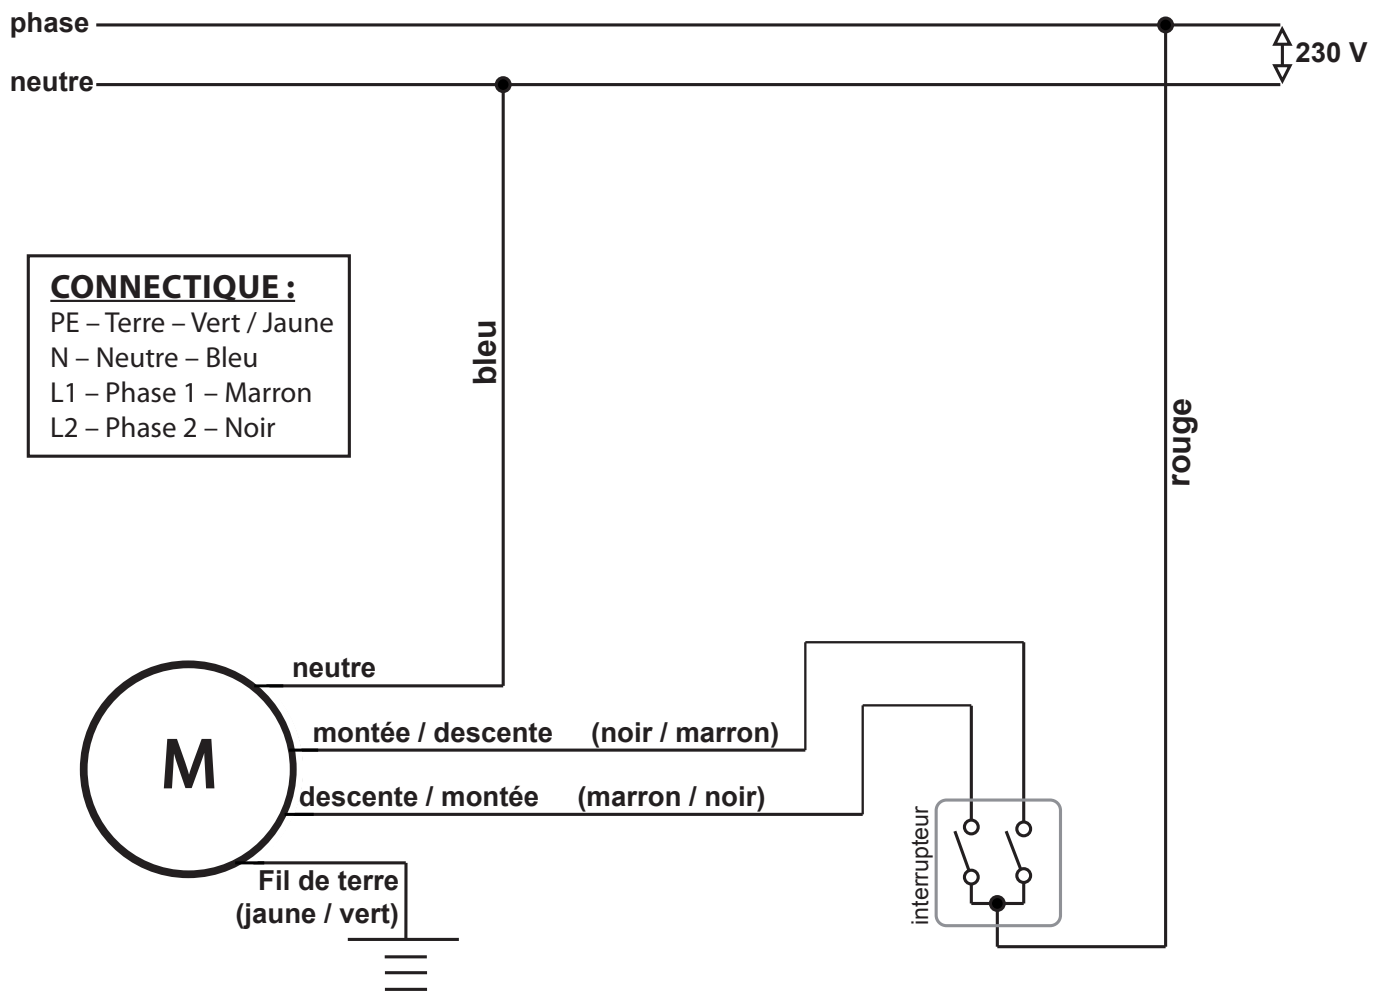 phase
230 V
neutre
CONNECTIQUE :
PE – Terre – Vert / Jaune
N – Neutre – Bleu
L1 – Phase 1 – Marron
L2 – Phase 2 – Noir
bleu
rouge
neutre
montée / descente (noir / marron)
M
descente / montée (marron / noir)
interrupteur
Fil de terre
(jaune / vert)